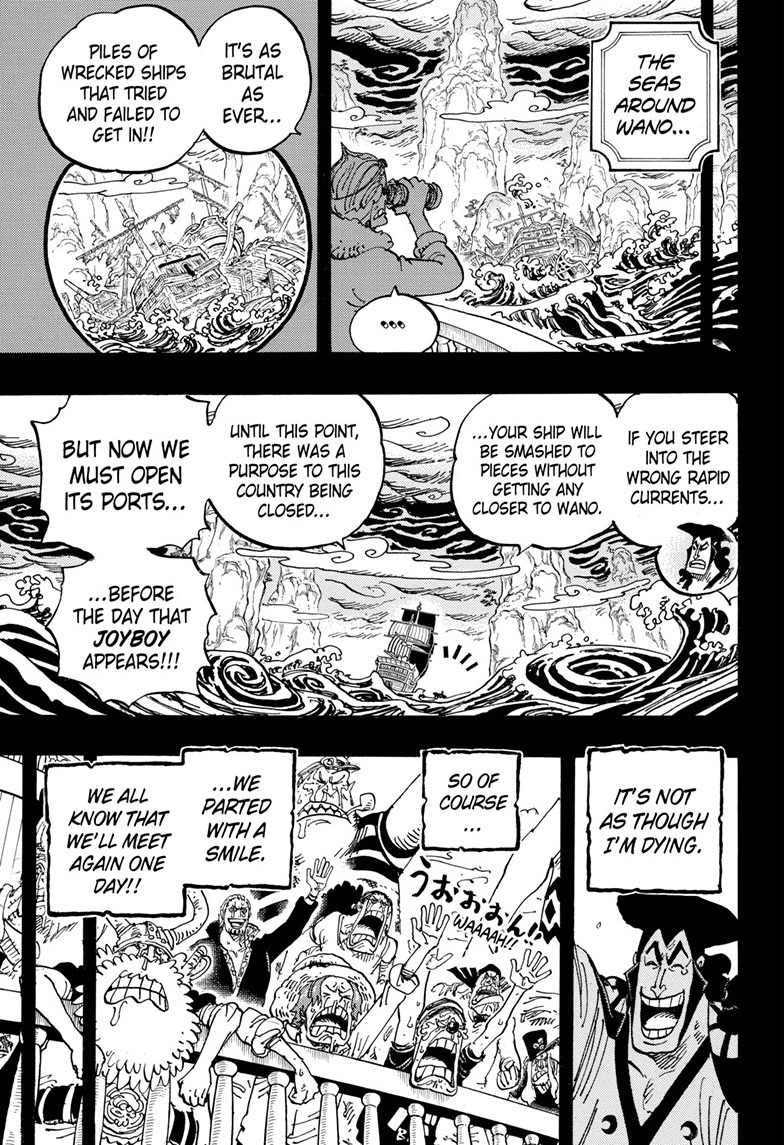 THE
SEAS
AROUND
WANO...
...
IT'S AS
BRUTAL
AS
EVER...
PILES OF
WRECKED SHIPS
THAT TRIED
AND FAILED TO
GET IN!!
IF YOU STEER
INTO THE
WRONG RAPID
CURRENTS...
...YOUR SHIP WILL
BE SMASHED TO
PIECES WITHOUT
GETTING ANY
CLOSER TO WANO.
UNTIL THIS POINT,
THERE WAS A
PURPOSE TO THIS
COUNTRY BEING
CLOSED...
BUT NOW WE
MUST OPEN
ITS PORTS...
...BEFORE
THE DAY THAT
JOYBOY
APPEARS!!!
IT'S NOT
AS THOUGH
I'M DYING.
SO OF
COURSE
...
うおおおん!!
WAAAAH!!
...WE
PARTED
WITH A
SMILE.
WE ALL
KNOW THAT
WE'LL MEET
AGAIN ONE
DAY!!